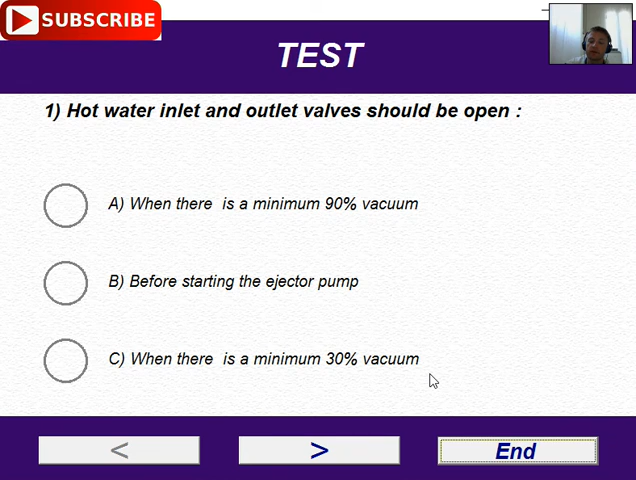 SUBSCRIBE
TEST
1) Hot water inlet and outlet valves should be open :
A) When there is a minimum 90% vacuum
B) Before starting the ejector pump
C) When there is a minimum 30% vacuum
< > End